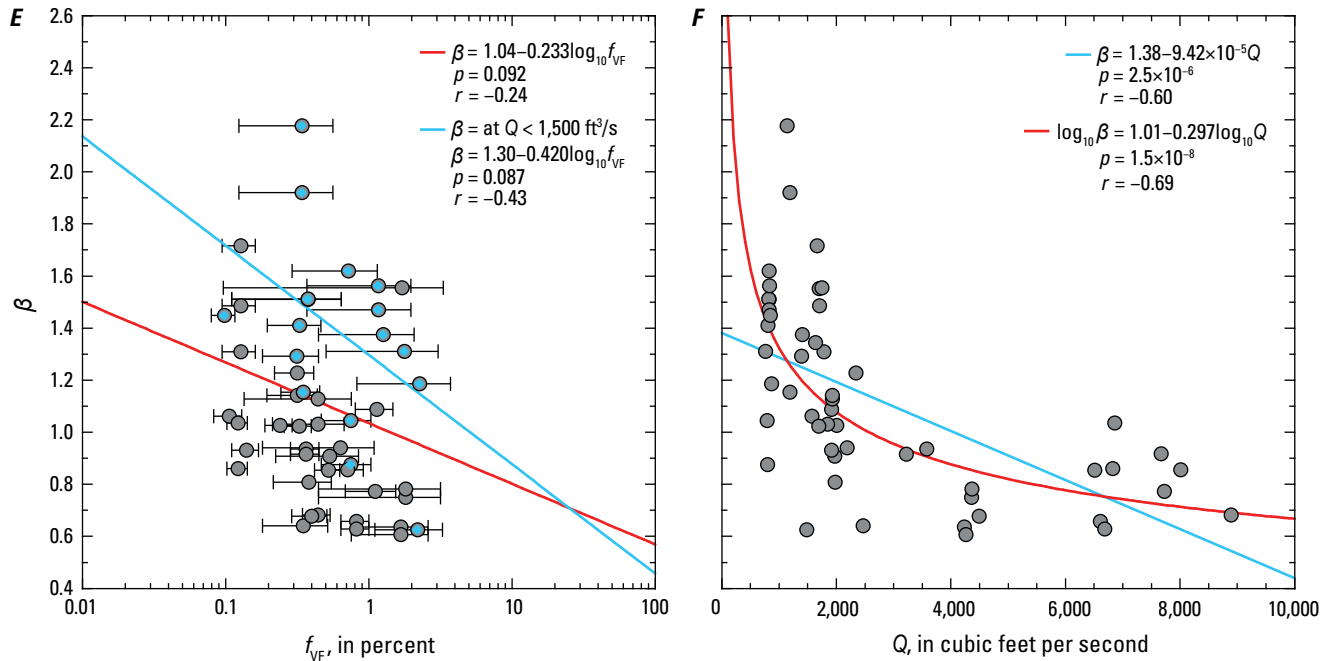 E
β = 1.04–0.233log₁₀f_VF
p = 0.092
r = –0.24
β = at Q < 1,500 ft³/s
β = 1.30–0.420log₁₀f_VF
p = 0.087
r = –0.43
β
2.6
2.4
2.2
2.0
1.8
1.6
1.4
1.2
1.0
0.8
0.6
0.4
0.01 0.1 1 10 100
f_VF, in percent
F
β = 1.38–9.42×10⁻⁵Q
p = 2.5×10⁻⁶
r = –0.60
log₁₀ β = 1.01–0.297log₁₀Q
p = 1.5×10⁻⁸
r = –0.69
0 2,000 4,000 6,000 8,000 10,000
Q, in cubic feet per second